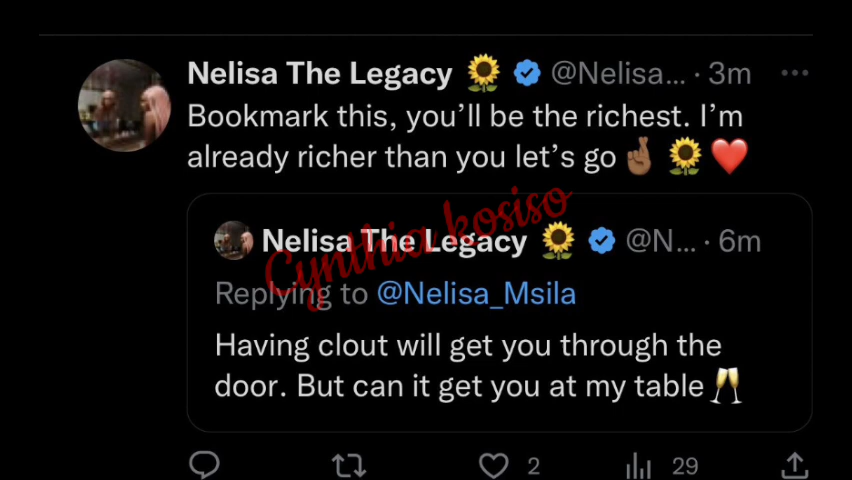 Nelisa The Legacy 🌻 @Nelisa... · 3m ...
Bookmark this, you'll be the richest. I'm
already richer than you let's go🤞🏾🌻❤️
Nelisa The Legacy 🌻 @N... · 6m
Cynthia kosiso
Replying to @Nelisa_Msila
Having clout will get you through the
door. But can it get you at my table🥂
2 29